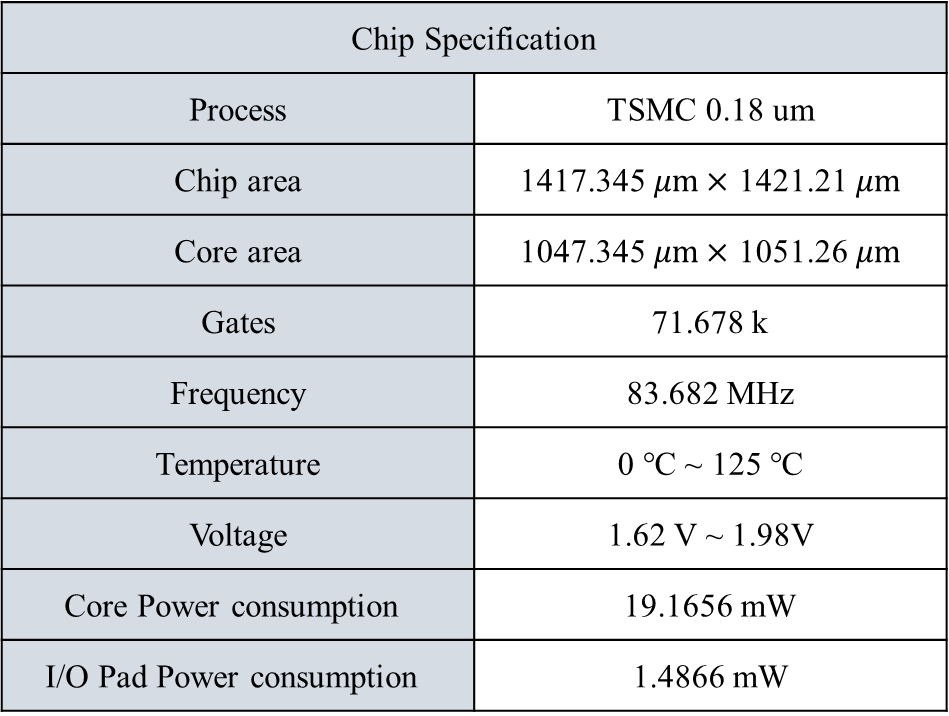 Chip Specification
Process TSMC 0.18 um
Chip area 1417.345 𝜇m × 1421.21 𝜇m
Core area 1047.345 𝜇m × 1051.26 𝜇m
Gates 71.678 k
Frequency 83.682 MHz
Temperature 0 ℃ ~ 125 ℃
Voltage 1.62 V ~ 1.98V
Core Power consumption 19.1656 mW
I/O Pad Power consumption 1.4866 mW